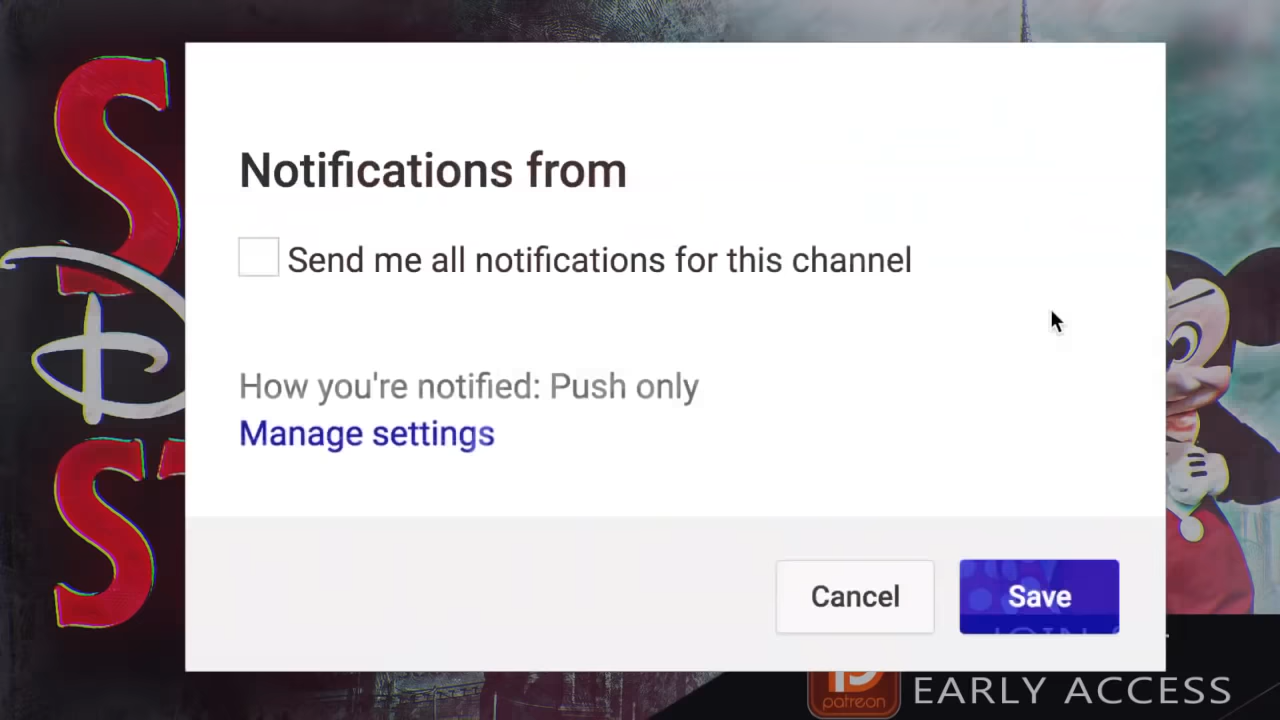 Notifications from
Send me all notifications for this channel
How you're notified: Push only
Manage settings
Cancel
Save
patreon
EARLY ACCESS